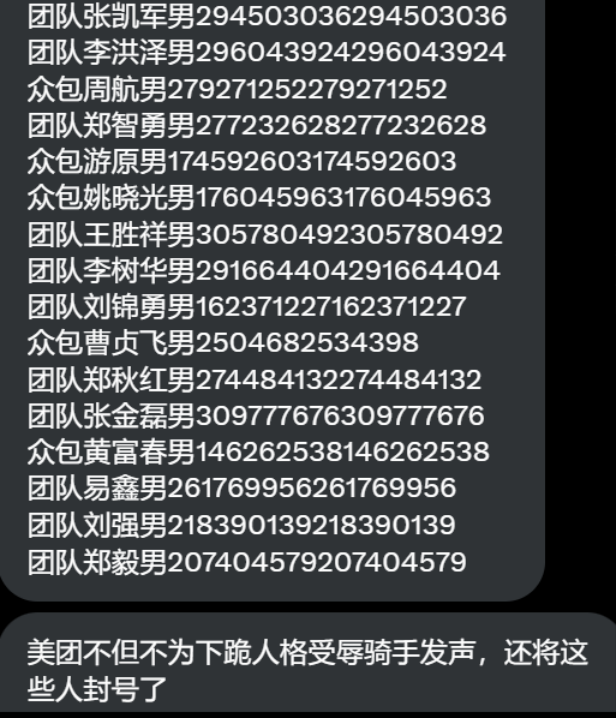 团队张凯军男294503036294503036
团队李洪泽男296043924296043924
众包周航男279271252279271252
团队郑智勇男277232628277232628
众包游原男174592603174592603
众包姚晓光男176045963176045963
团队王胜祥男305780492305780492
团队李树华男291664404291664404
团队刘锦勇男162371227162371227
众包曹贞飞男2504682534398
团队郑秋红男274484132274484132
团队张金磊男309777676309777676
众包黄富春男146262538146262538
团队易鑫男261769956261769956
团队刘强男218390139218390139
团队郑毅男207404579207404579
美团不但不为下跪人格受辱骑手发声，还将这
些人封号了